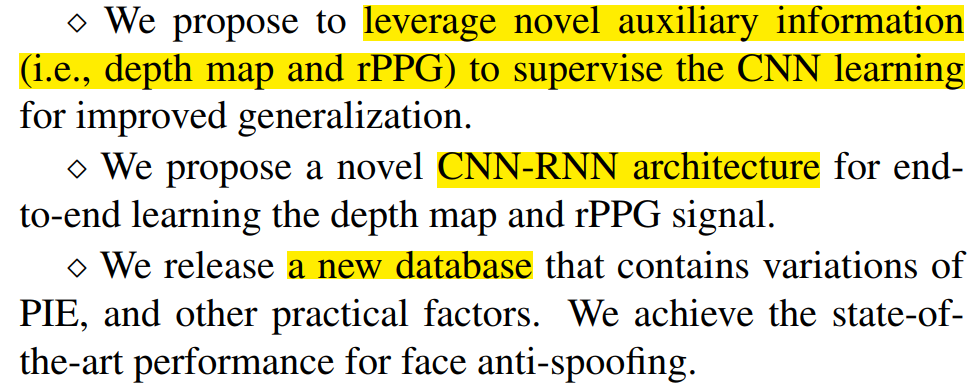 ⋄ We propose to leverage novel auxiliary information
(i.e., depth map and rPPG) to supervise the CNN learning
for improved generalization.
⋄ We propose a novel CNN-RNN architecture for end-
to-end learning the depth map and rPPG signal.
⋄ We release a new database that contains variations of
PIE, and other practical factors. We achieve the state-of-
the-art performance for face anti-spoofing.